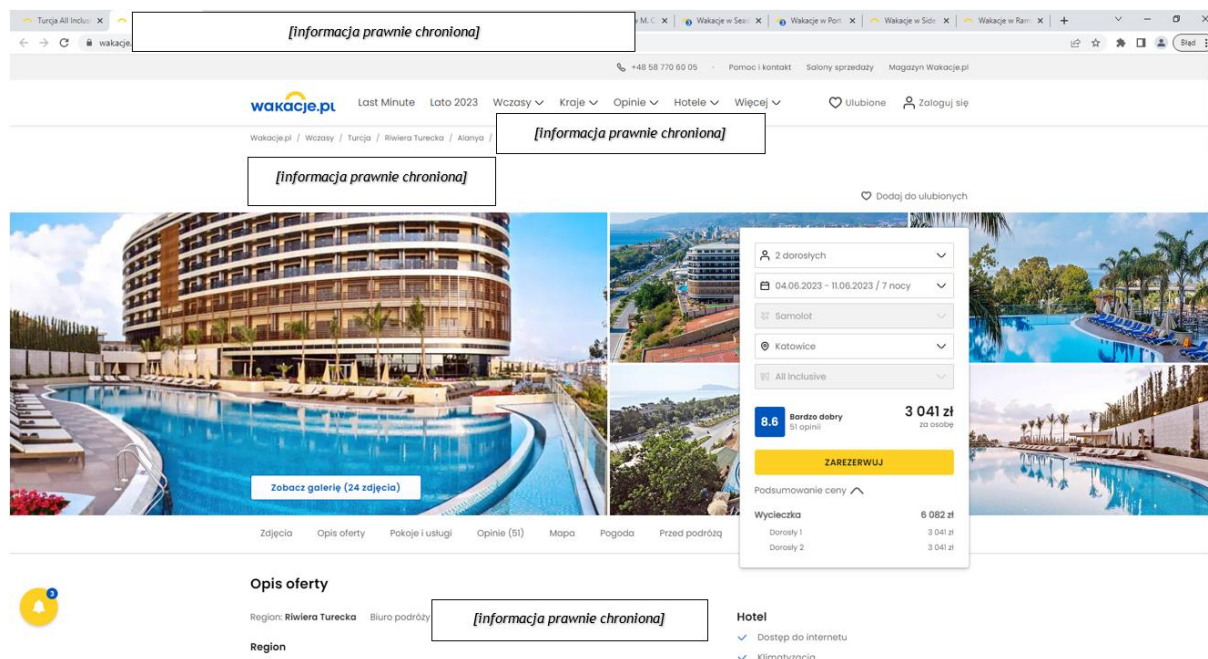 Turcja All Inclus
[informacja prawnie chroniona]
w M. C
Wakacje w Sead
Wakacje w Port
Wakacje w Side
Wakacje w Ram
wakacje.
Błąd
+48 58 770 60 05 · Pomoc i kontakt Salony sprzedaży Magazyn Wakacje.pl
wakacje.pl Last Minute Lato 2023 Wczasy Kraje Opinie Hotele Więcej Ulubione Zaloguj się
Wakacje.pl / Wczasy / Turcja / Riwiera Turecka / Alanya /
[informacja prawnie chroniona]
[informacja prawnie chroniona]
Dodaj do ulubionych
2 dorosłych
04.06.2023 - 11.06.2023 / 7 nocy
Samolot
Katowice
All Inclusive
8.6 Bardzo dobry 3 041 zł
51 opinii za osobę
ZAREZERWUJ
Podsumowanie ceny
Wycieczka 6 082 zł
Dorosły 1 3 041 zł
Dorosły 2 3 041 zł
Zobacz galerię (24 zdjęcia)
Zdjęcia Opis oferty Pokoje i usługi Opinie (51) Mapa Pogoda Przed podróżą
Opis oferty
3
Region: Riwiera Turecka Biuro podróży
[informacja prawnie chroniona]
Region
Hotel
Dostęp do internetu
Klimatyzacja